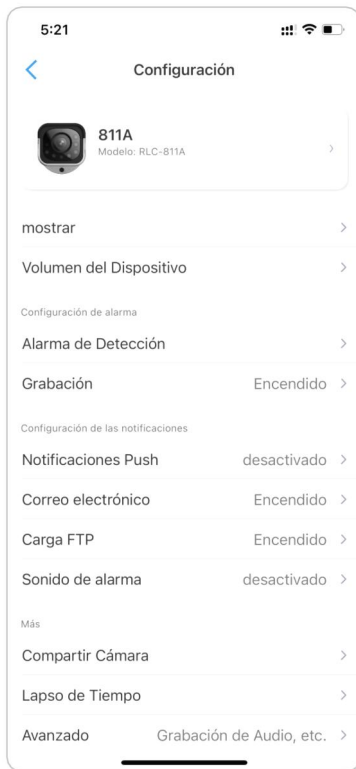 5:21
Configuración
811A
Modelo: RLC-811A
mostrar
Volumen del Dispositivo
Configuración de alarma
Alarma de Detección
Grabación Encendido
Configuración de las notificaciones
Notificaciones Push desactivado
Correo electrónico Encendido
Carga FTP Encendido
Sonido de alarma desactivado
Más
Compartir Cámara
Lapso de Tiempo
Avanzado Grabación de Audio, etc.